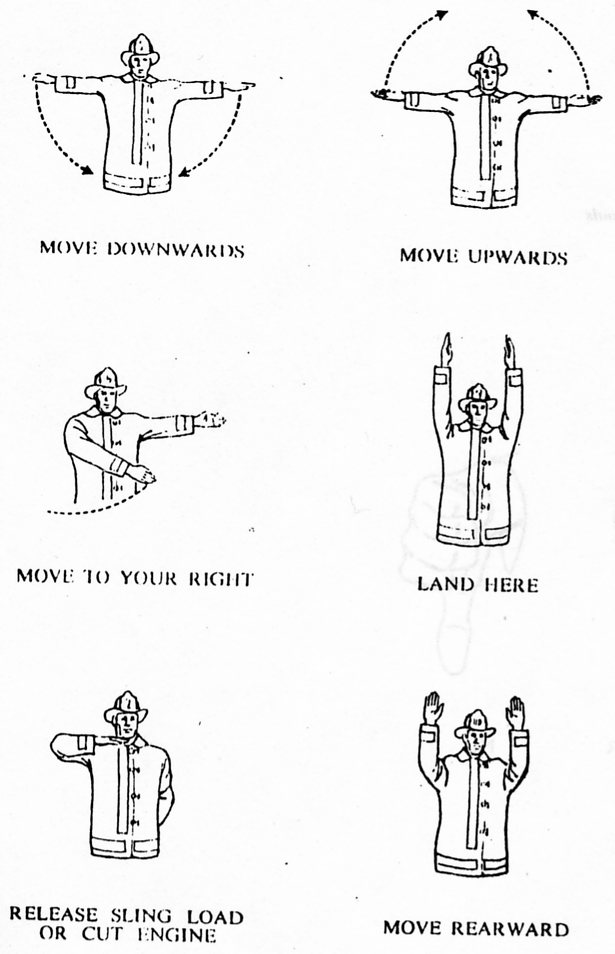 MOVE DOWNWARDS
MOVE UPWARDS
MOVE TO YOUR RIGHT
LAND HERE
RELEASE SLING LOAD
OR CUT ENGINE
MOVE REARWARD